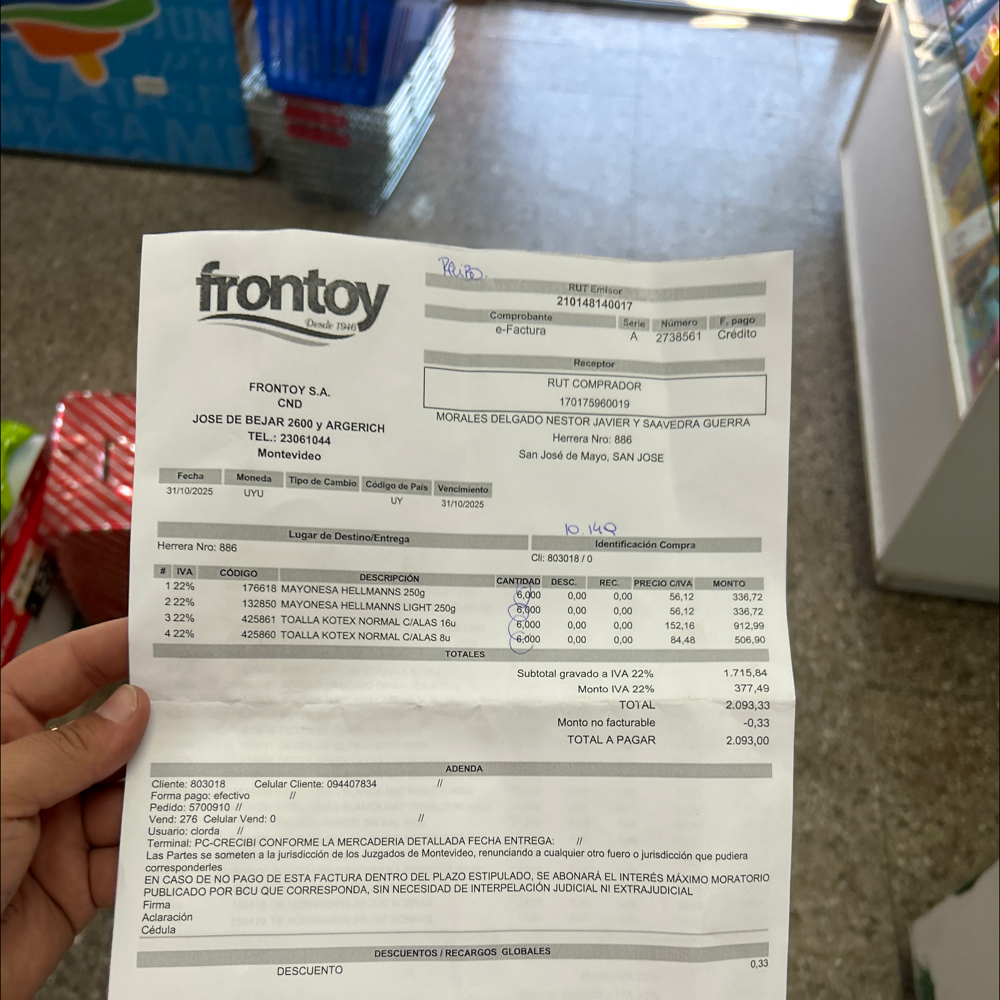 frontoy
Desde 1946
FRONTOY S.A.
CND
JOSE DE BEJAR 2600 y ARGERICH
TEL.: 23061044
Montevideo
RUT Emisor
210148140017
Comprobante Serie Número F. pago
e-Factura A 2738561 Crédito
Receptor
RUT COMPRADOR
170175960019
MORALES DELGADO NESTOR JAVIER Y SAAVEDRA GUERRA
Herrera Nro: 886
San José de Mayo, SAN JOSE
Fecha Moneda Tipo de Cambio Código de País Vencimiento
31/10/2025 UYU UY 31/10/2025
10.149
Lugar de Destino/Entrega Identificación Compra
Herrera Nro: 886 Cli: 803018 / 0
# IVA CÓDIGO DESCRIPCIÓN CANTIDAD DESC. REC. PRECIO C/IVA MONTO
1 22% 176618 MAYONESA HELLMANNS 250g 6,000 0,00 0,00 56,12 336,72
2 22% 132850 MAYONESA HELLMANNS LIGHT 250g 6,000 0,00 0,00 56,12 336,72
3 22% 425861 TOALLA KOTEX NORMAL C/ALAS 16u 6,000 0,00 0,00 152,16 912,99
4 22% 425860 TOALLA KOTEX NORMAL C/ALAS 8u 6,000 0,00 0,00 84,48 506,90
TOTALES
Subtotal gravado a IVA 22% 1.715,84
Monto IVA 22% 377,49
TOTAL 2.093,33
Monto no facturable -0,33
TOTAL A PAGAR 2.093,00
ADENDA
Cliente: 803018 Celular Cliente: 094407834 //
Forma pago: efectivo //
Pedido: 5700910 //
Vend: 276 Celular Vend: 0 //
Usuario: clorda //
Terminal: PC-CRECIBI CONFORME LA MERCADERIA DETALLADA FECHA ENTREGA: //
Las Partes se someten a la jurisdicción de los Juzgados de Montevideo, renunciando a cualquier otro fuero o jurisdicción que pudiera
corresponderles
EN CASO DE NO PAGO DE ESTA FACTURA DENTRO DEL PLAZO ESTIPULADO, SE ABONARÁ EL INTERÉS MÁXIMO MORATORIO
PUBLICADO POR BCU QUE CORRESPONDA, SIN NECESIDAD DE INTERPELACIÓN JUDICIAL NI EXTRAJUDICIAL
Firma
Aclaración
Cédula
DESCUENTOS / RECARGOS GLOBALES
DESCUENTO 0,33